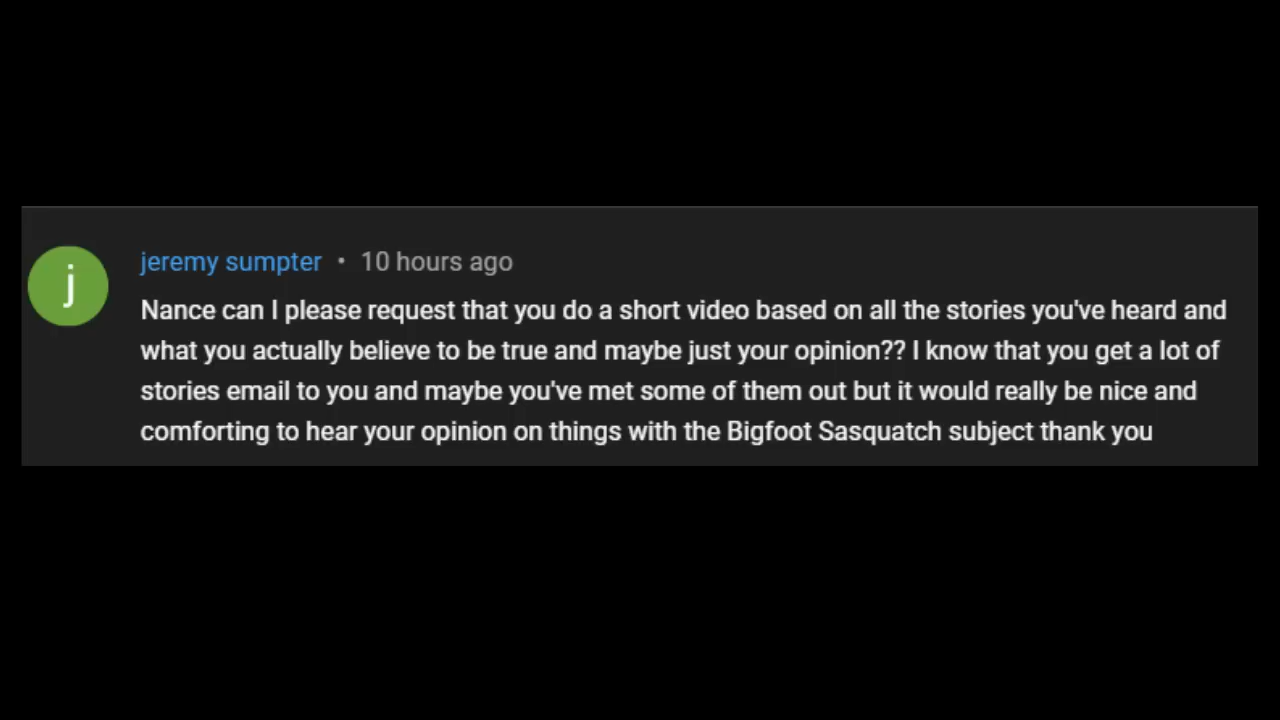 j
jeremy sumpter • 10 hours ago
Nance can I please request that you do a short video based on all the stories you've heard and
what you actually believe to be true and maybe just your opinion?? I know that you get a lot of
stories email to you and maybe you've met some of them out but it would really be nice and
comforting to hear your opinion on things with the Bigfoot Sasquatch subject thank you